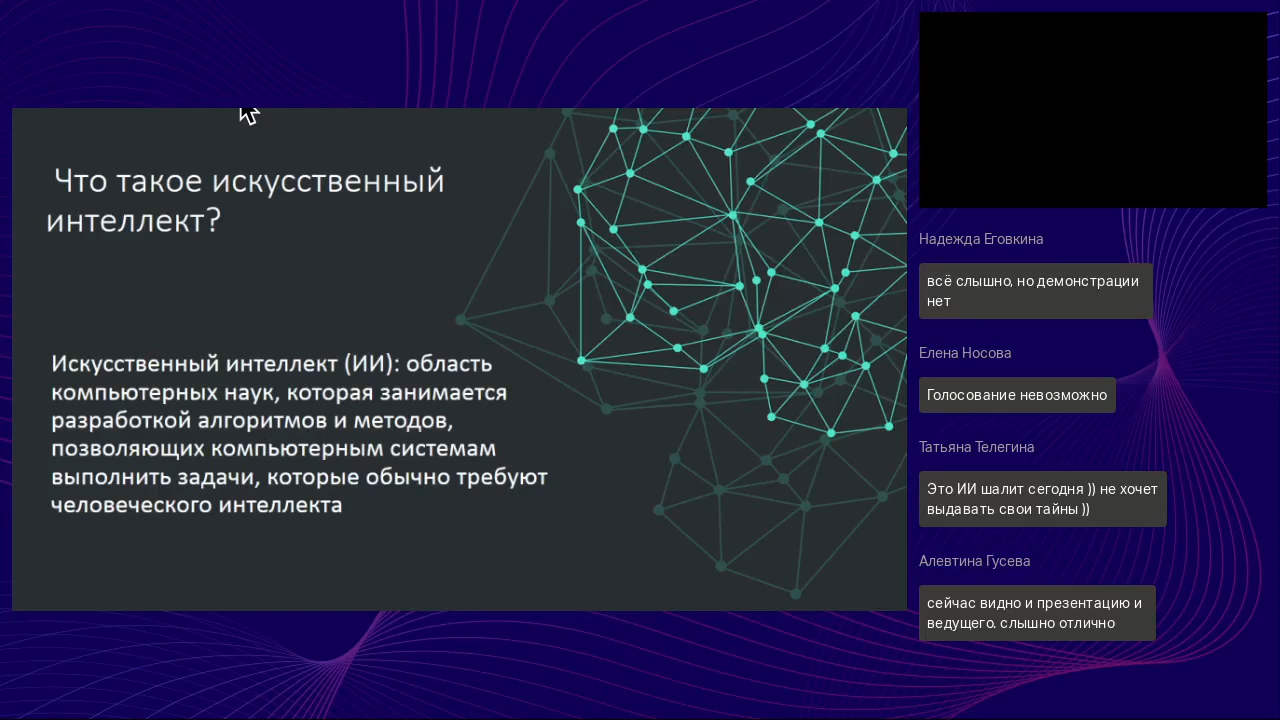 Что такое искусственный
интеллект?
Искусственный интеллект (ИИ): область
компьютерных наук, которая занимается
разработкой алгоритмов и методов,
позволяющих компьютерным системам
выполнить задачи, которые обычно требуют
человеческого интеллекта
Надежда Еговкина
всё слышно, но демонстрации
нет
Елена Носова
Голосование невозможно
Татьяна Телегина
Это ИИ шалит сегодня )) не хочет
выдавать свои тайны ))
Алевтина Гусева
сейчас видно и презентацию и
ведущего. слышно отлично